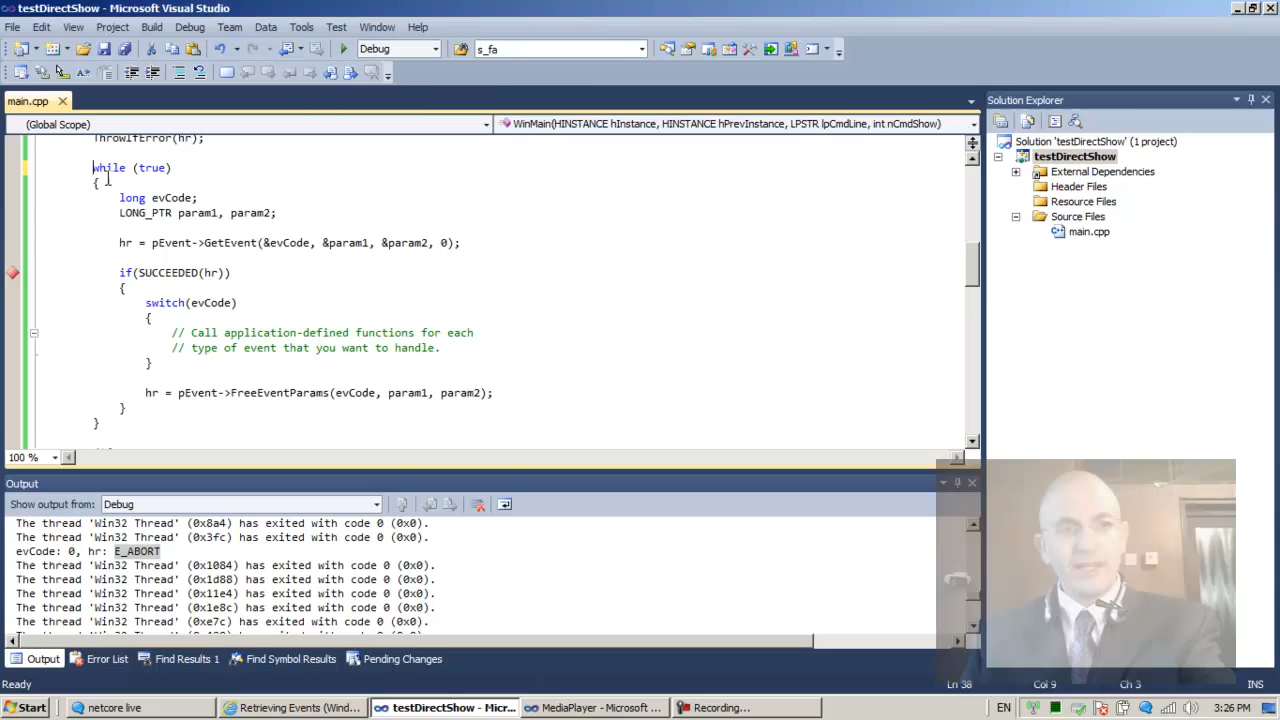 testDirectShow - Microsoft Visual Studio
File Edit View Project Build Debug Team Data Tools Test Window Help
Debug s_fa
main.cpp
(Global Scope) WinMain(HINSTANCE hInstance, HINSTANCE hPrevInstance, LPSTR lpCmdLine, int nCmdShow)
ThrowIfError(hr);
while (true)
{
long evCode;
LONG_PTR param1, param2;
hr = pEvent->GetEvent(&evCode, &param1, &param2, 0);
if(SUCCEEDED(hr))
{
switch(evCode)
{
// Call application-defined functions for each
// type of event that you want to handle.
}
hr = pEvent->FreeEventParams(evCode, param1, param2);
}
}
100 %
Solution Explorer
Solution 'testDirectShow' (1 project)
testDirectShow
External Dependencies
Header Files
Resource Files
Source Files
main.cpp
Output
Show output from: Debug
The thread 'Win32 Thread' (0x8a4) has exited with code 0 (0x0).
The thread 'Win32 Thread' (0x3fc) has exited with code 0 (0x0).
evCode: 0, hr: E_ABORT
The thread 'Win32 Thread' (0x1084) has exited with code 0 (0x0).
The thread 'Win32 Thread' (0x1d88) has exited with code 0 (0x0).
The thread 'Win32 Thread' (0x11e4) has exited with code 0 (0x0).
The thread 'Win32 Thread' (0x1e8c) has exited with code 0 (0x0).
The thread 'Win32 Thread' (0xe7c) has exited with code 0 (0x0).
Output Error List Find Results 1 Find Symbol Results Pending Changes
Ready Ln 38 Col 9 Ch 3 INS
Start netcore live Retrieving Events (Wind... testDirectShow - Micr... MediaPlayer - Microsoft ... Recording... EN 3:26 PM